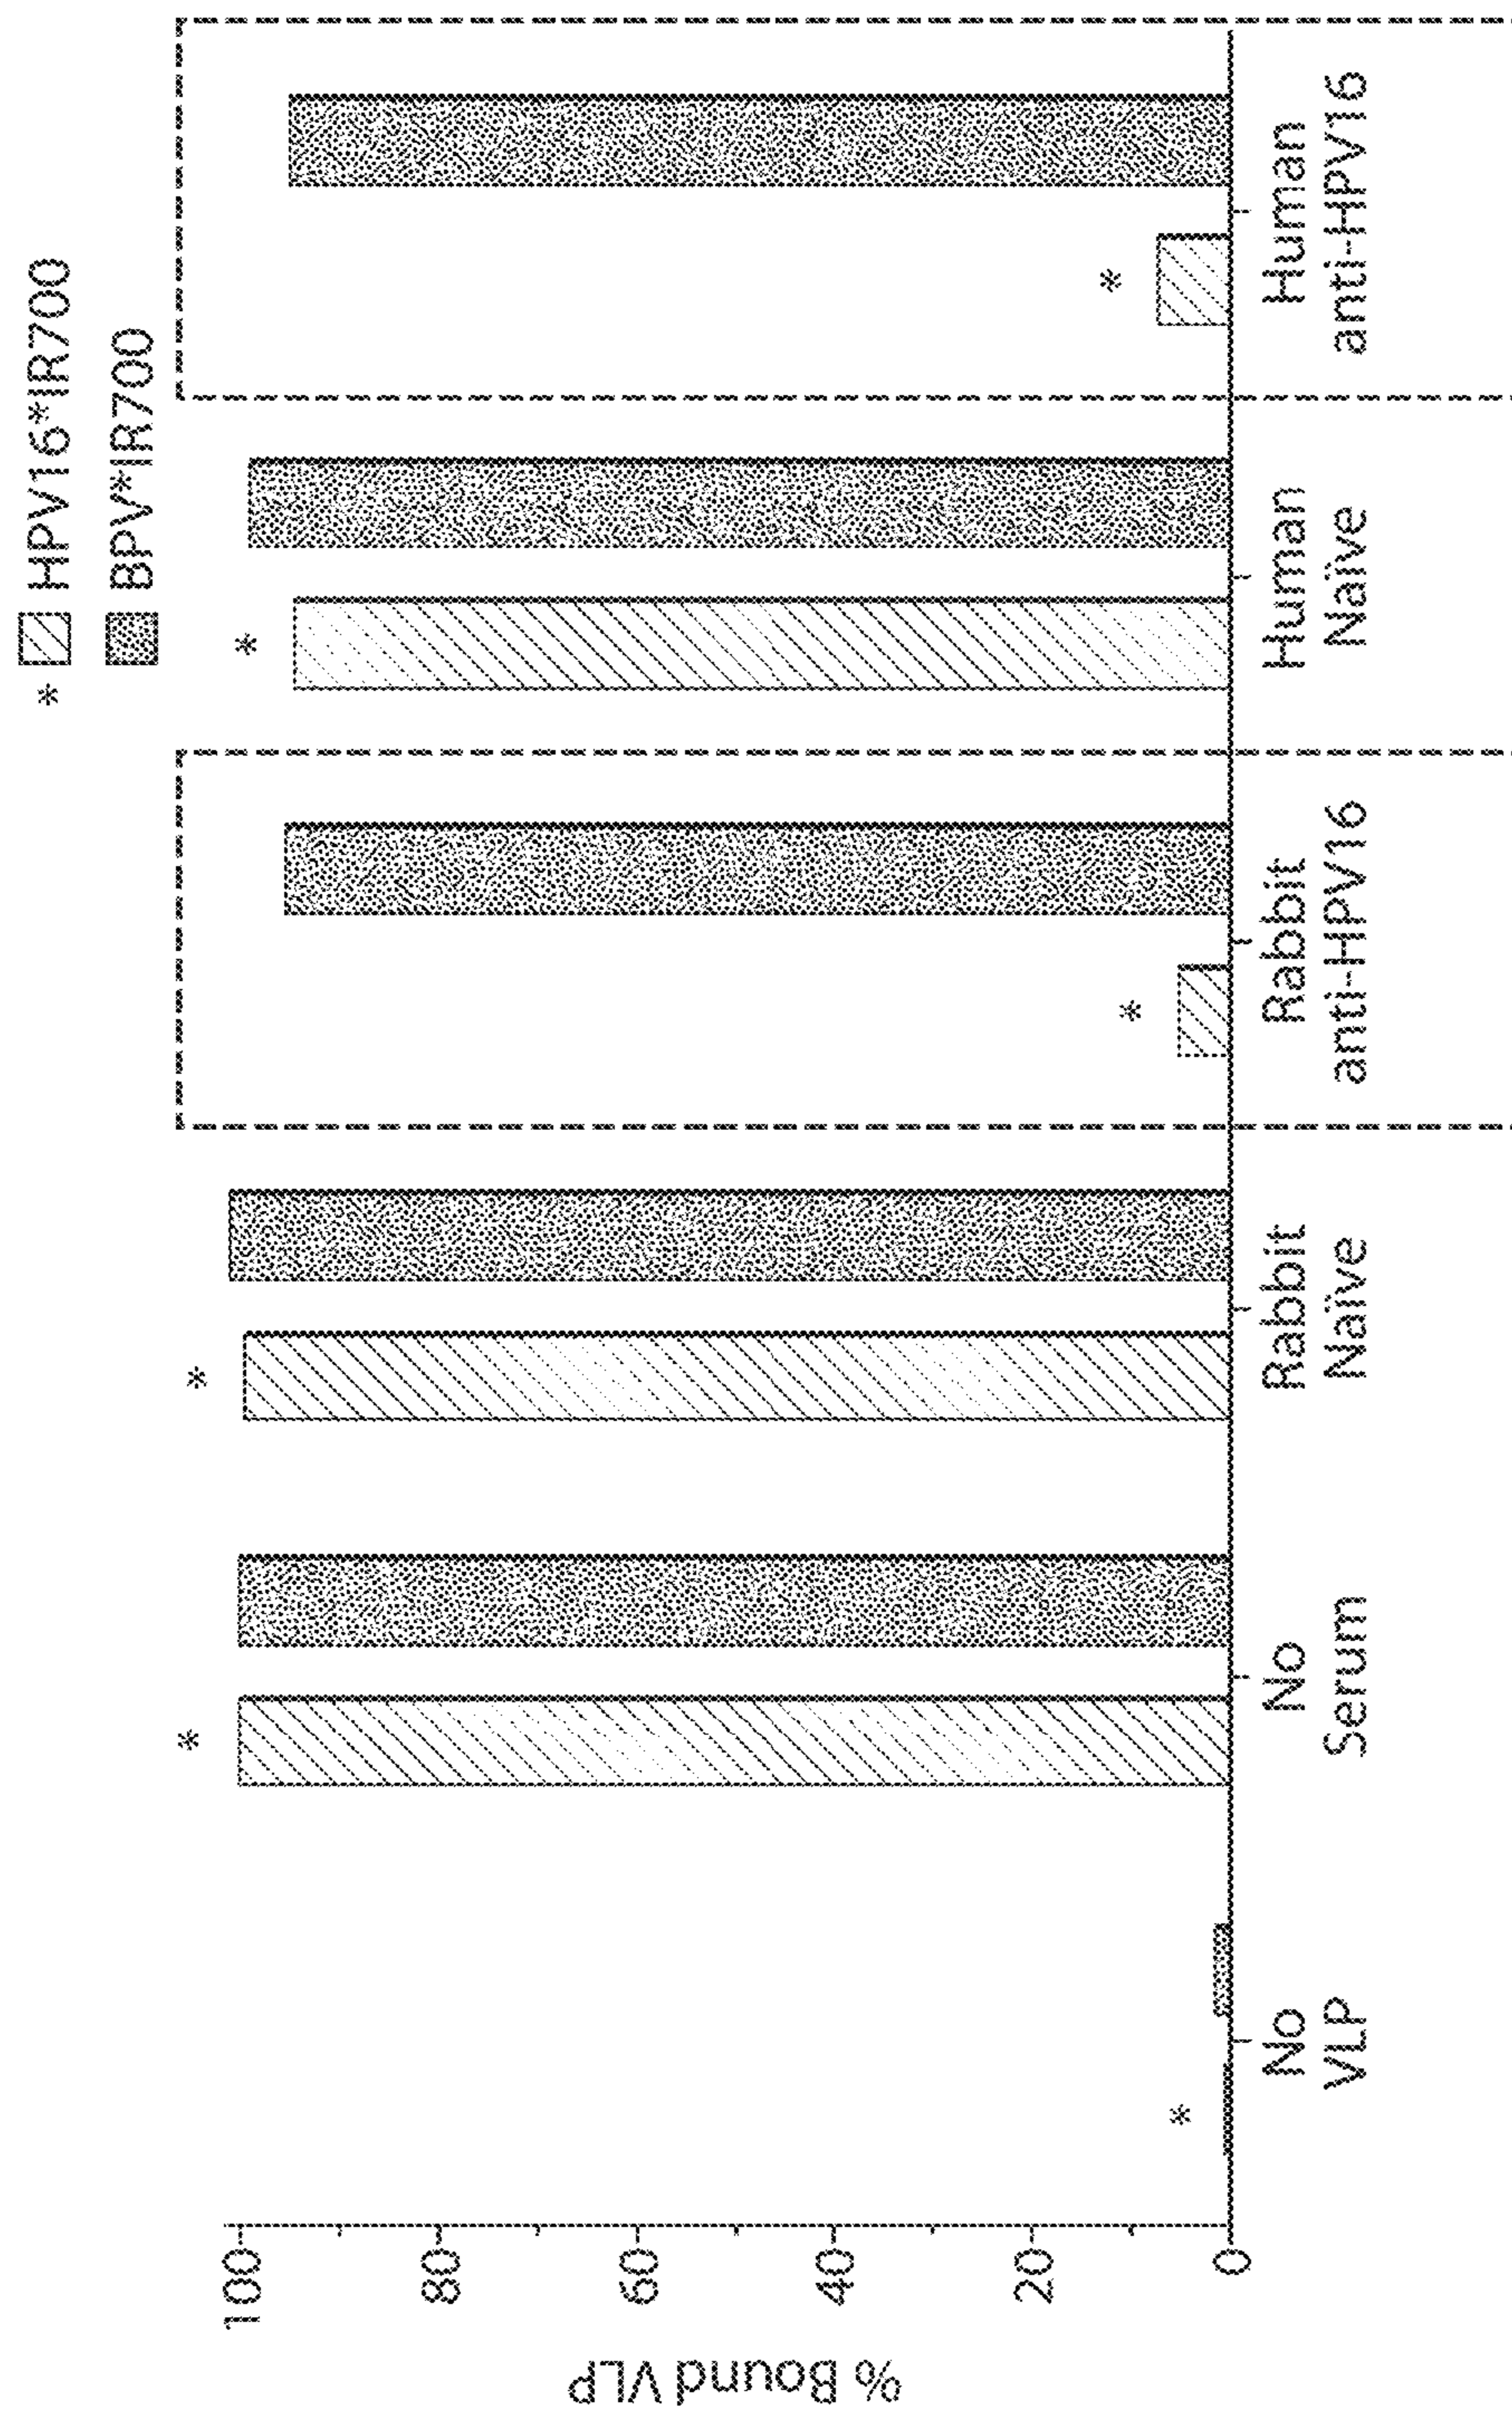 * HPV16*IR700
BPV*IR700
% Bound VLP
100
80
60
40
20
0
*
*
*
*
*
*
No
VLP
No
Serum
Rabbit
Naïve
Rabbit
anti-HPV16
Human
Naïve
Human
anti-HPV16